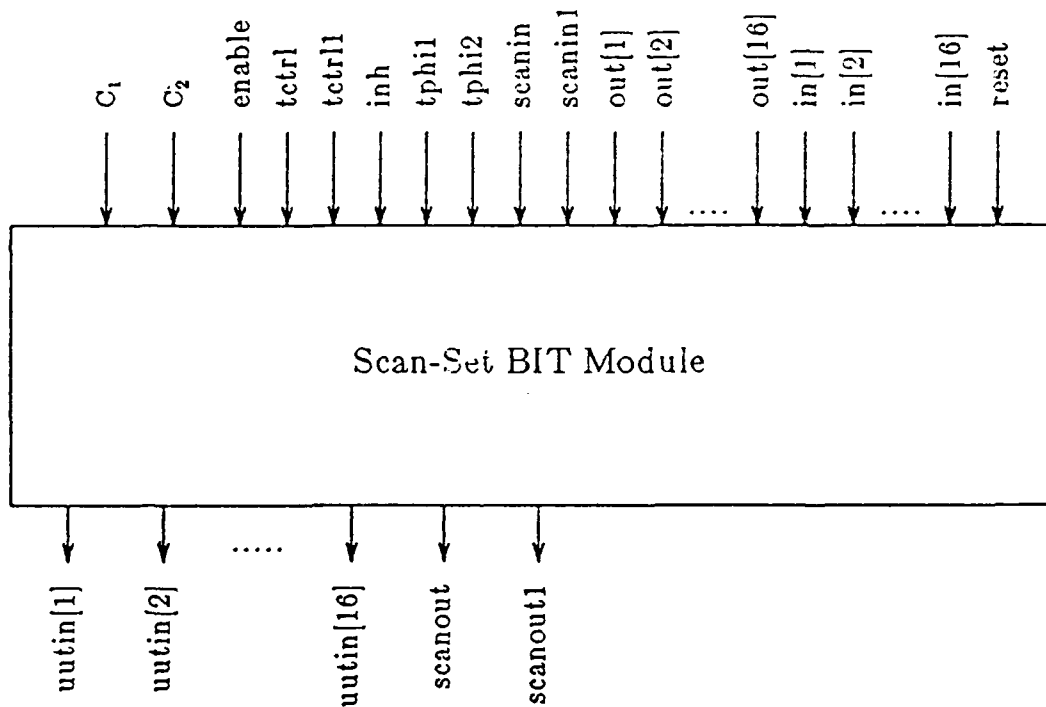 C₁
C₂
enable
tctrl
tctrl1
inh
tphi1
tphi2
scanin
scanin1
out[1]
out[2]
....
out[16]
in[1]
in[2]
....
in[16]
reset
Scan-Set BIT Module
uutin[1]
uutin[2]
.....
uutin[16]
scanout
scanout1